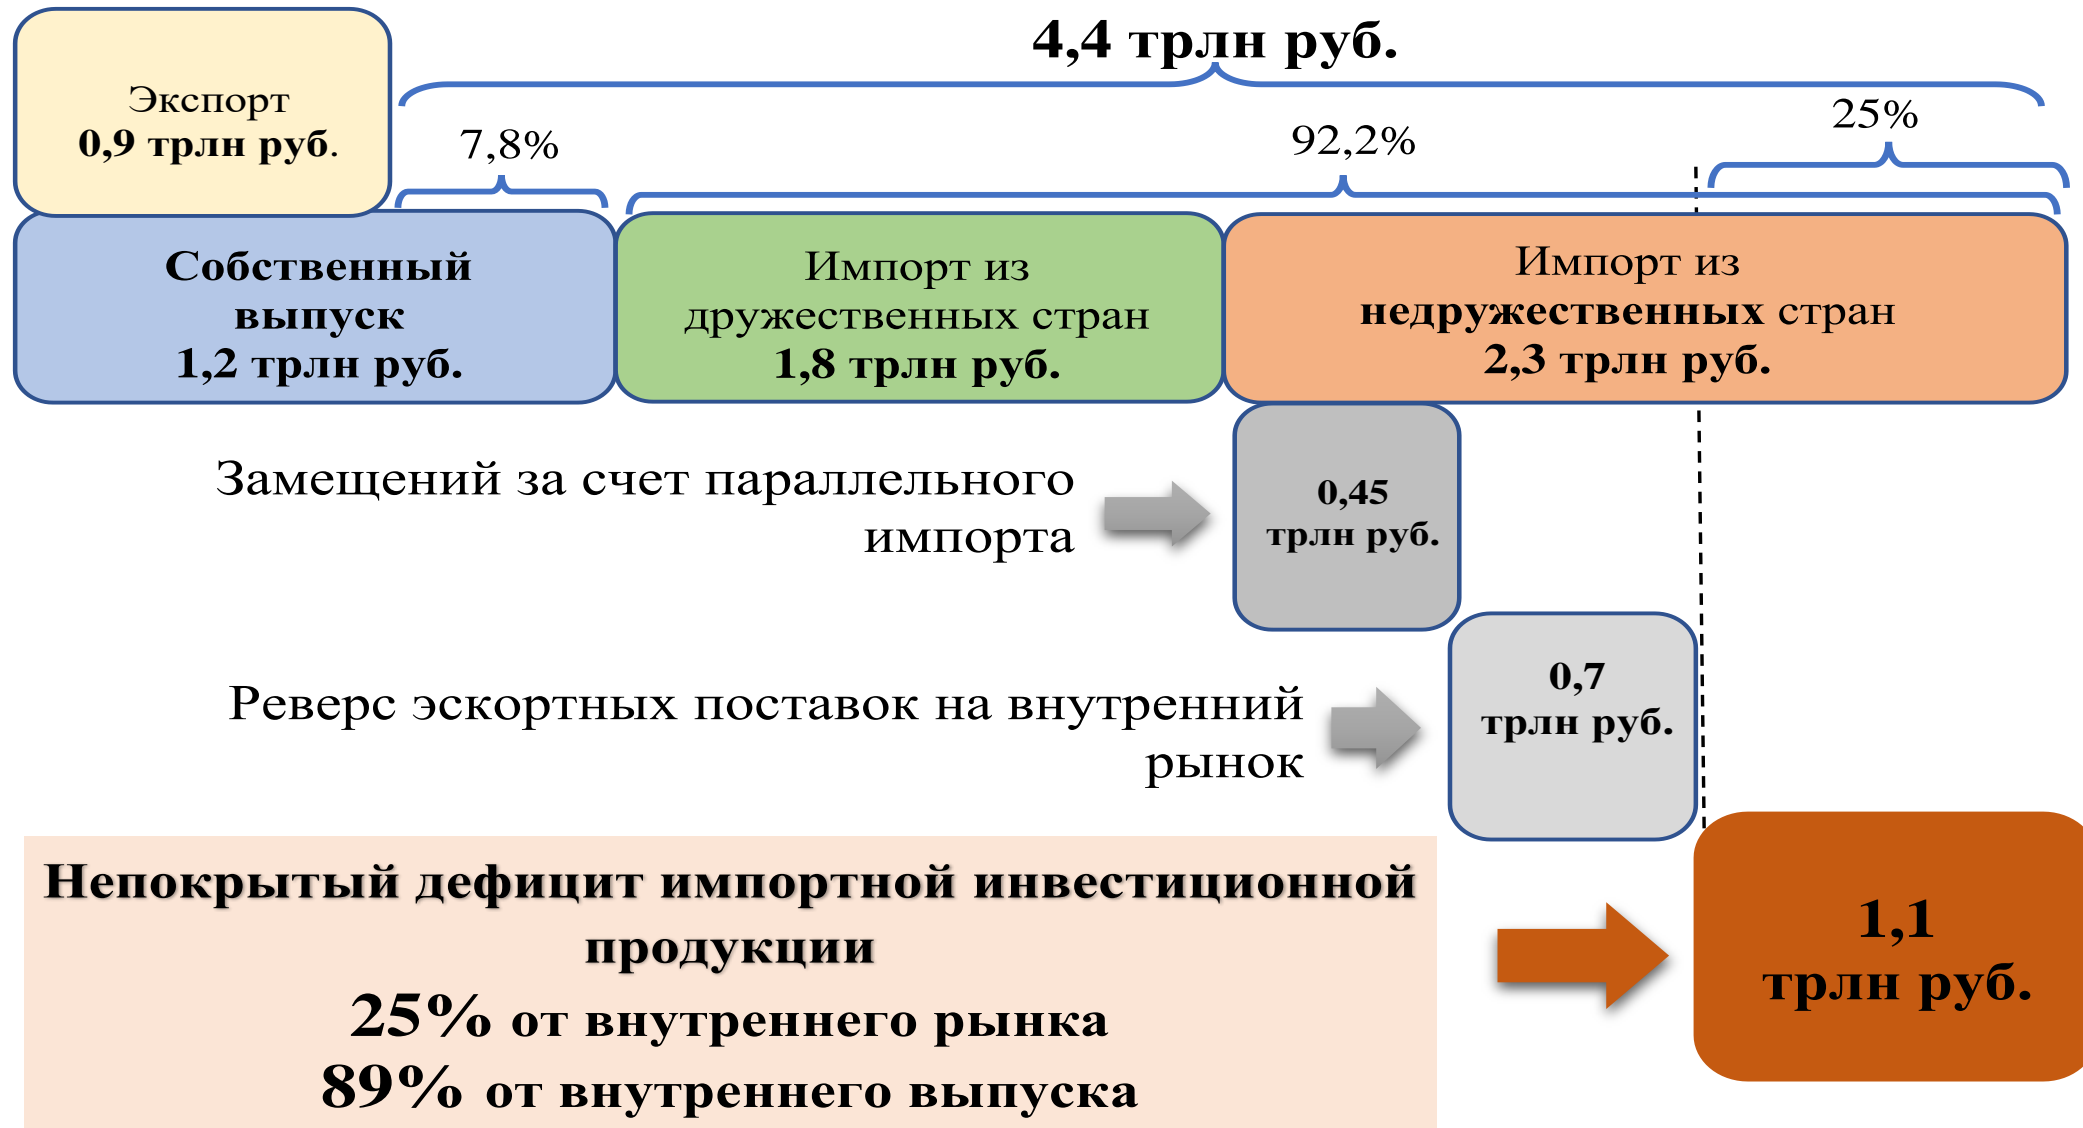 4,4 трлн руб.
Экспорт
0,9 трлн руб.
7,8%
92,2%
25%
Собственный
выпуск
1,2 трлн руб.
Импорт из
дружественных стран
1,8 трлн руб.
Импорт из
недружественных стран
2,3 трлн руб.
Замещений за счет параллельного
импорта
0,45
трлн руб.
Реверс эскортных поставок на внутренний
рынок
0,7
трлн руб.
Непокрытый дефицит импортной инвестиционной
продукции
25% от внутреннего рынка
89% от внутреннего выпуска
1,1
трлн руб.